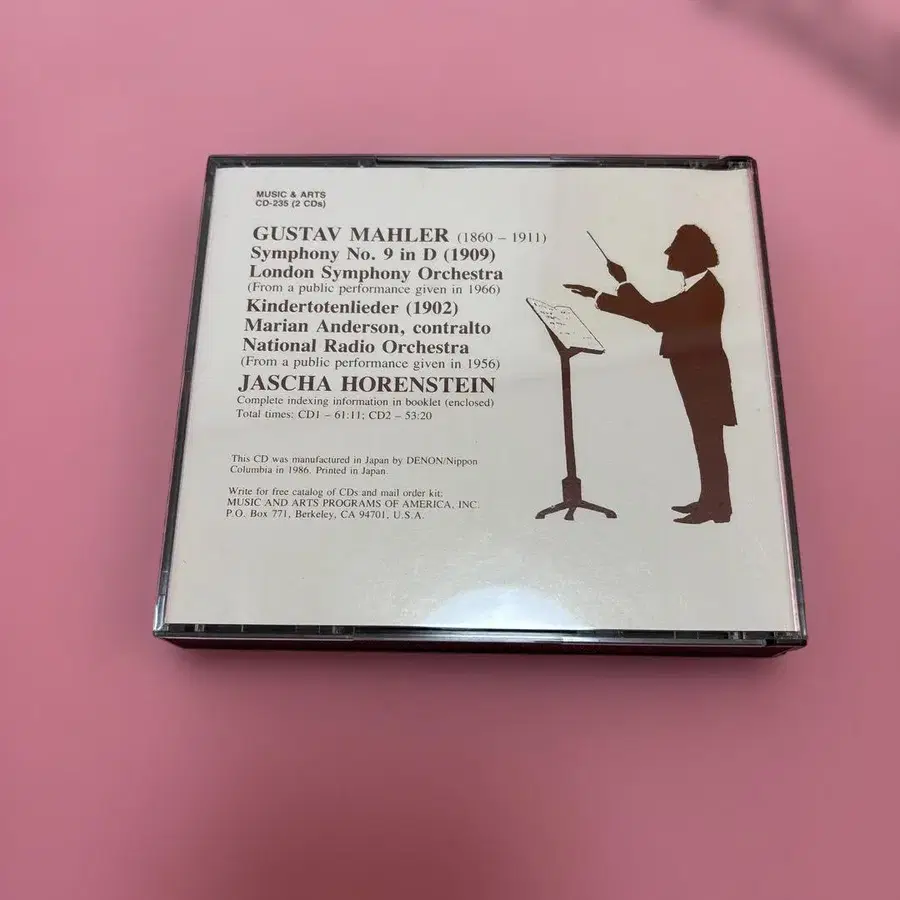 MUSIC & ARTS
CD-235 (2 CDs)
GUSTAV MAHLER (1860 – 1911)
Symphony No. 9 in D (1909)
London Symphony Orchestra
(From a public performance given in 1966)
Kindertotenlieder (1902)
Marian Anderson, contralto
National Radio Orchestra
(From a public performance given in 1956)
JASCHA HORENSTEIN
Complete indexing information in booklet (enclosed)
Total times: CD1 – 61:11; CD2 – 53:20
This CD was manufactured in Japan by DENON/Nippon
Columbia in 1986. Printed in Japan.
Write for free catalog of CDs and mail order kit:
MUSIC AND ARTS PROGRAMS OF AMERICA, INC.
P.O. Box 771, Berkeley, CA 94701, U.S.A.